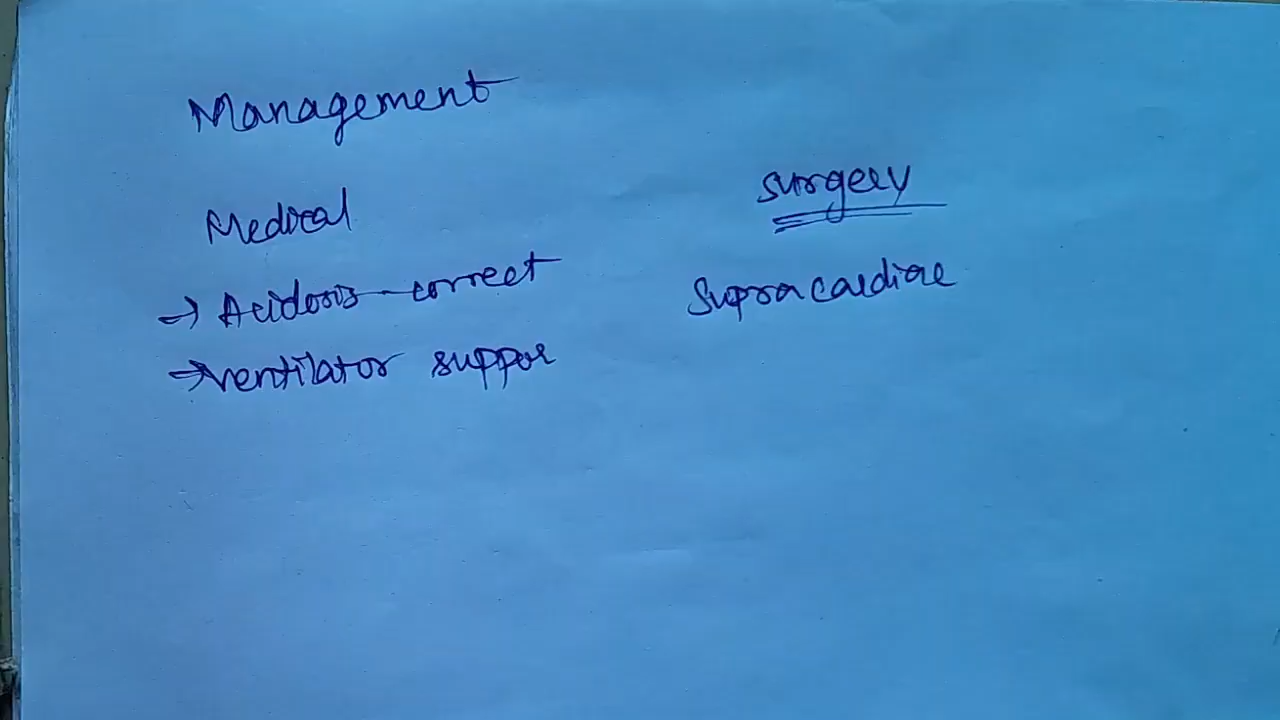 Management
Medical
→ Acidosis - correct
→ ventilator suppor
surgery
Supracardiac